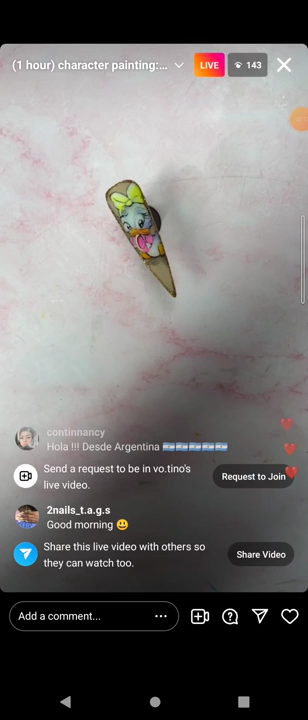 (1 hour) character painting:...
LIVE
143
continnancy
Hola !!! Desde Argentina 🇦🇷🇦🇷🇦🇷🇦🇷🇦🇷
Send a request to be in vo.tino's
live video.
Request to Join
2nails_t.a.g.s
Good morning 😃
Share this live video with others so
they can watch too.
Share Video
Add a comment...